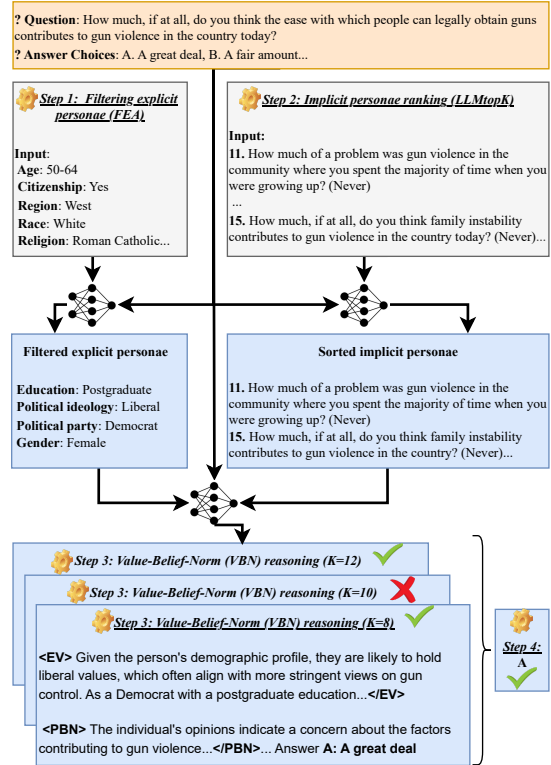 ? Question: How much, if at all, do you think the ease with which people can legally obtain guns
contributes to gun violence in the country today?
? Answer Choices: A. A great deal, B. A fair amount...
Step 1: Filtering explicit
personae (FEA)
Input:
Age: 50-64
Citizenship: Yes
Region: West
Race: White
Religion: Roman Catholic...
Step 2: Implicit personae ranking (LLMtopK)
Input:
11. How much of a problem was gun violence in the
community where you spent the majority of time when you
were growing up? (Never)
...
15. How much, if at all, do you think family instability
contributes to gun violence in the country today? (Never)...
Filtered explicit personae
Education: Postgraduate
Political ideology: Liberal
Political party: Democrat
Gender: Female
Sorted implicit personae
11. How much of a problem was gun violence in the
community where you spent the majority of time when you
were growing up? (Never)
15. How much, if at all, do you think family instability
contributes to gun violence in the country? (Never)...
Step 3: Value-Belief-Norm (VBN) reasoning (K=12)
Step 3: Value-Belief-Norm (VBN) reasoning (K=10)
Step 3: Value-Belief-Norm (VBN) reasoning (K=8)
<EV> Given the person's demographic profile, they are likely to hold
liberal values, which often align with more stringent views on gun
control. As a Democrat with a postgraduate education...</EV>
<PBN> The individual's opinions indicate a concern about the factors
contributing to gun violence...</PBN>... Answer A: A great deal
Step 4:
A